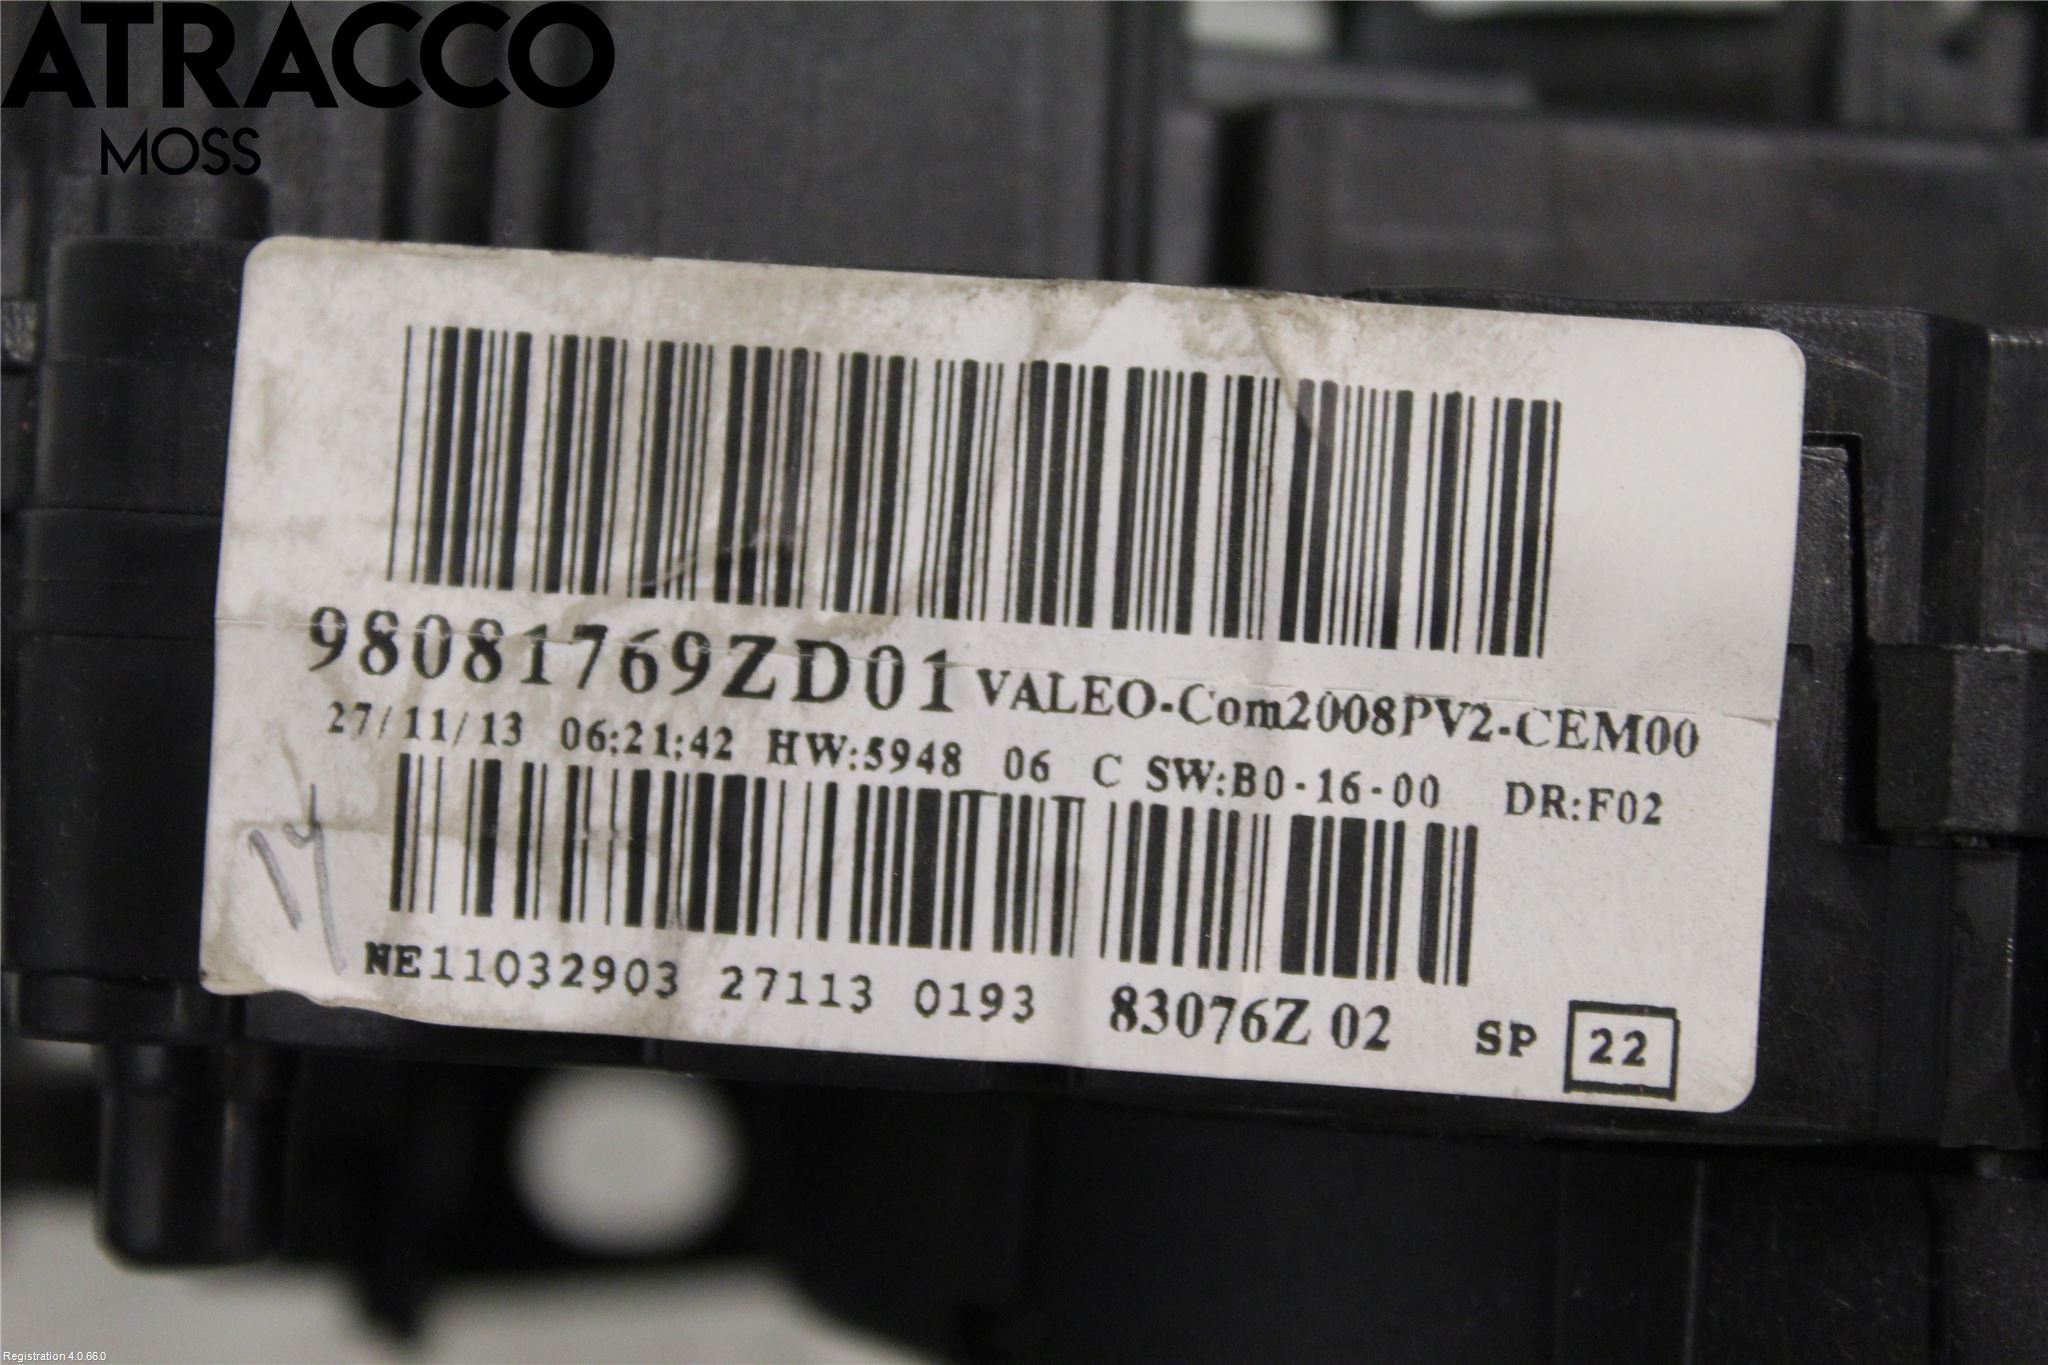 ATRACCO
MOSS
98081769ZD01 VALEO-Com2008PV2-CEM00
27/11/13 06:21:42 HW:5948 06 C SW:B0-16-00 DR:F02
14
NE11032903 27113 0193 83076Z 02 SP 22
Registration 4.0.66.0